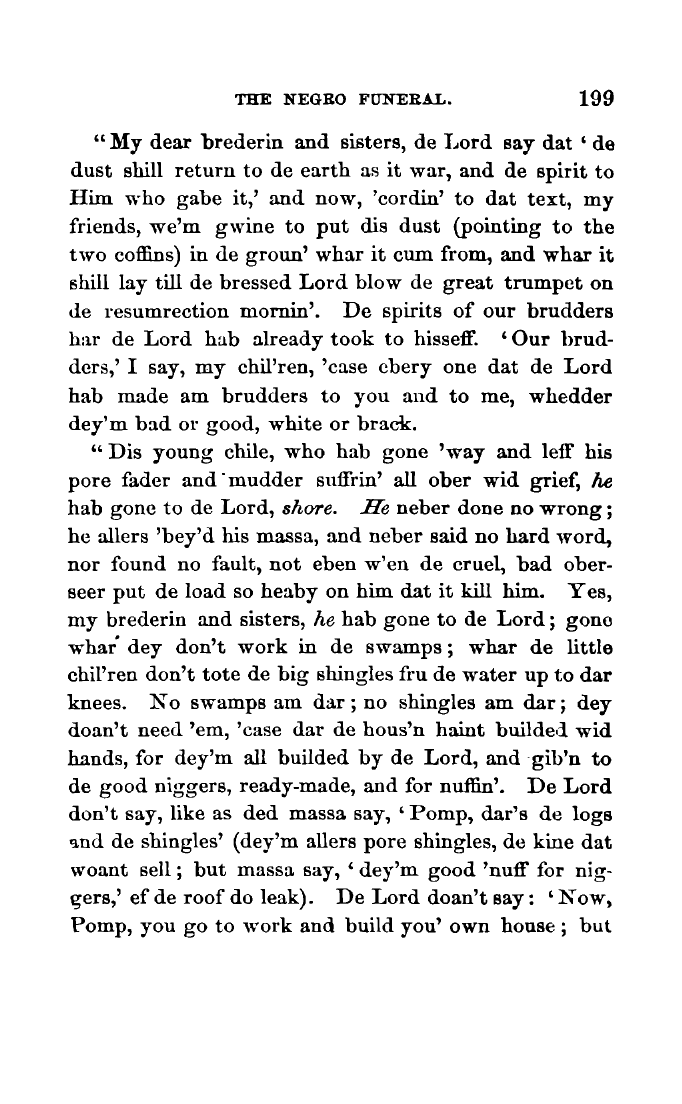 THE NEGRO FUNERAL. 199
“My dear brederin and sisters, de Lord say dat ‘de
dust shill return to de earth as it war, and de spirit to
Him who gabe it,’ and now, ’cordin’ to dat text, my
friends, we’m gwine to put dis dust (pointing to the
two coffins) in de groun’ whar it cum from, and whar it
shill lay till de bressed Lord blow de great trumpet on
de resumrection mornin’. De spirits of our brudders
har de Lord hab already took to hisseff. ‘Our brud-
ders,’ I say, my chil’ren, ’case ebery one dat de Lord
hab made am brudders to you and to me, whedder
dey’m bad or good, white or brack.
“Dis young chile, who hab gone ’way and leff his
pore fader and mudder suffrin’ all ober wid grief, he
hab gone to de Lord, shore. He neber done no wrong;
he allers ’bey’d his massa, and neber said no hard word,
nor found no fault, not eben w’en de cruel, bad ober-
seer put de load so heaby on him dat it kill him. Yes,
my brederin and sisters, he hab gone to de Lord; gone
whar dey don’t work in de swamps; whar de little
chil’ren don’t tote de big shingles fru de water up to dar
knees. No swamps am dar; no shingles am dar; dey
doan’t need ’em, ’case dar de hous’n haint builded wid
hands, for dey’m all builded by de Lord, and gib’n to
de good niggers, ready-made, and for nuffin’. De Lord
don’t say, like as ded massa say, ‘Pomp, dar’s de logs
and de shingles’ (dey’m allers pore shingles, de kine dat
woant sell; but massa say, ‘dey’m good ’nuff for nig-
gers,’ ef de roof do leak). De Lord doan’t say: ‘Now,
Pomp, you go to work and build you’ own house; but